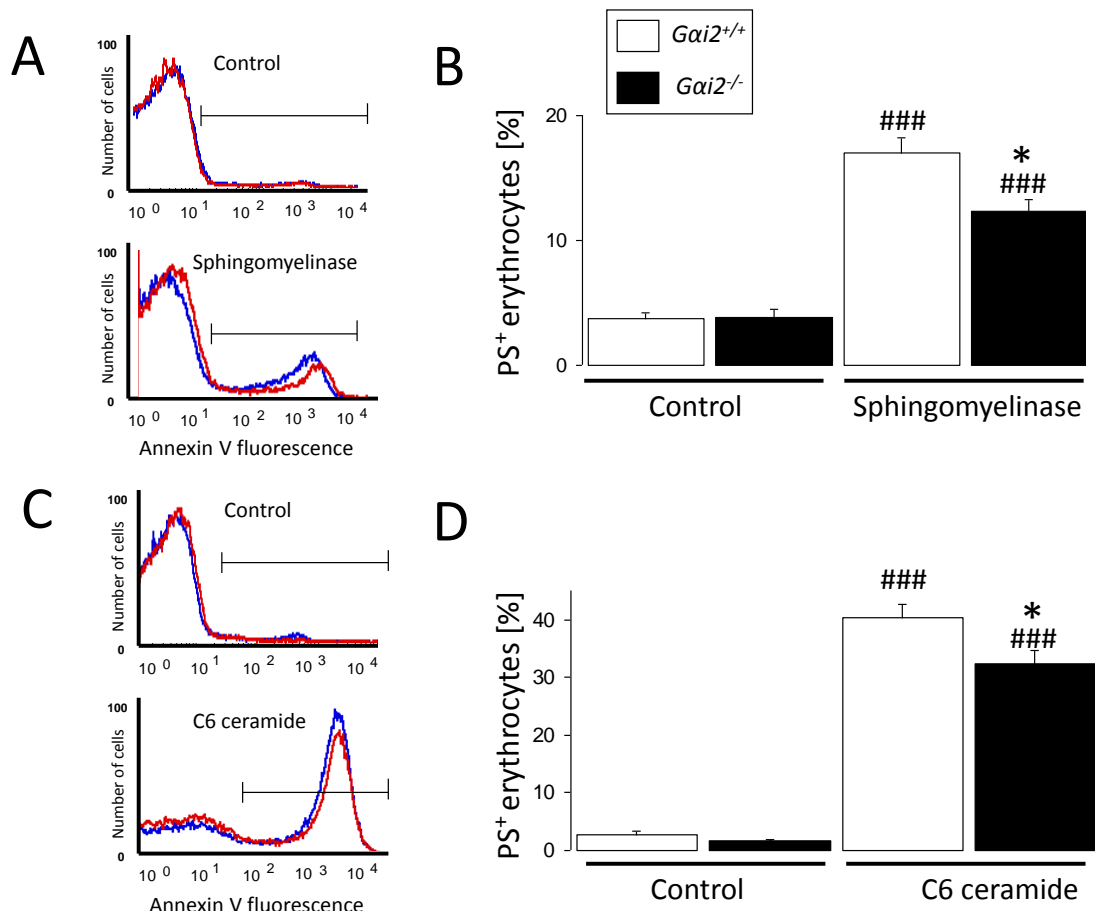 A
100
Control
Number of cells
0
10 0 10 1 10 2 10 3 10 4
100
Sphingomyelinase
Number of cells
0
10 0 10 1 10 2 10 3 10 4
Annexin V fluorescence
B
Gαi2+/+
Gαi2-/-
PS+ erythrocytes [%]
20
10
0
###
*
###
Control
Sphingomyelinase
C
100
Control
Number of cells
0
10 0 10 1 10 2 10 3 10 4
100
C6 ceramide
Number of cells
0
10 0 10 1 10 2 10 3 10 4
Annexin V fluorescence
D
PS+ erythrocytes [%]
40
30
20
10
0
###
*
###
Control
C6 ceramide